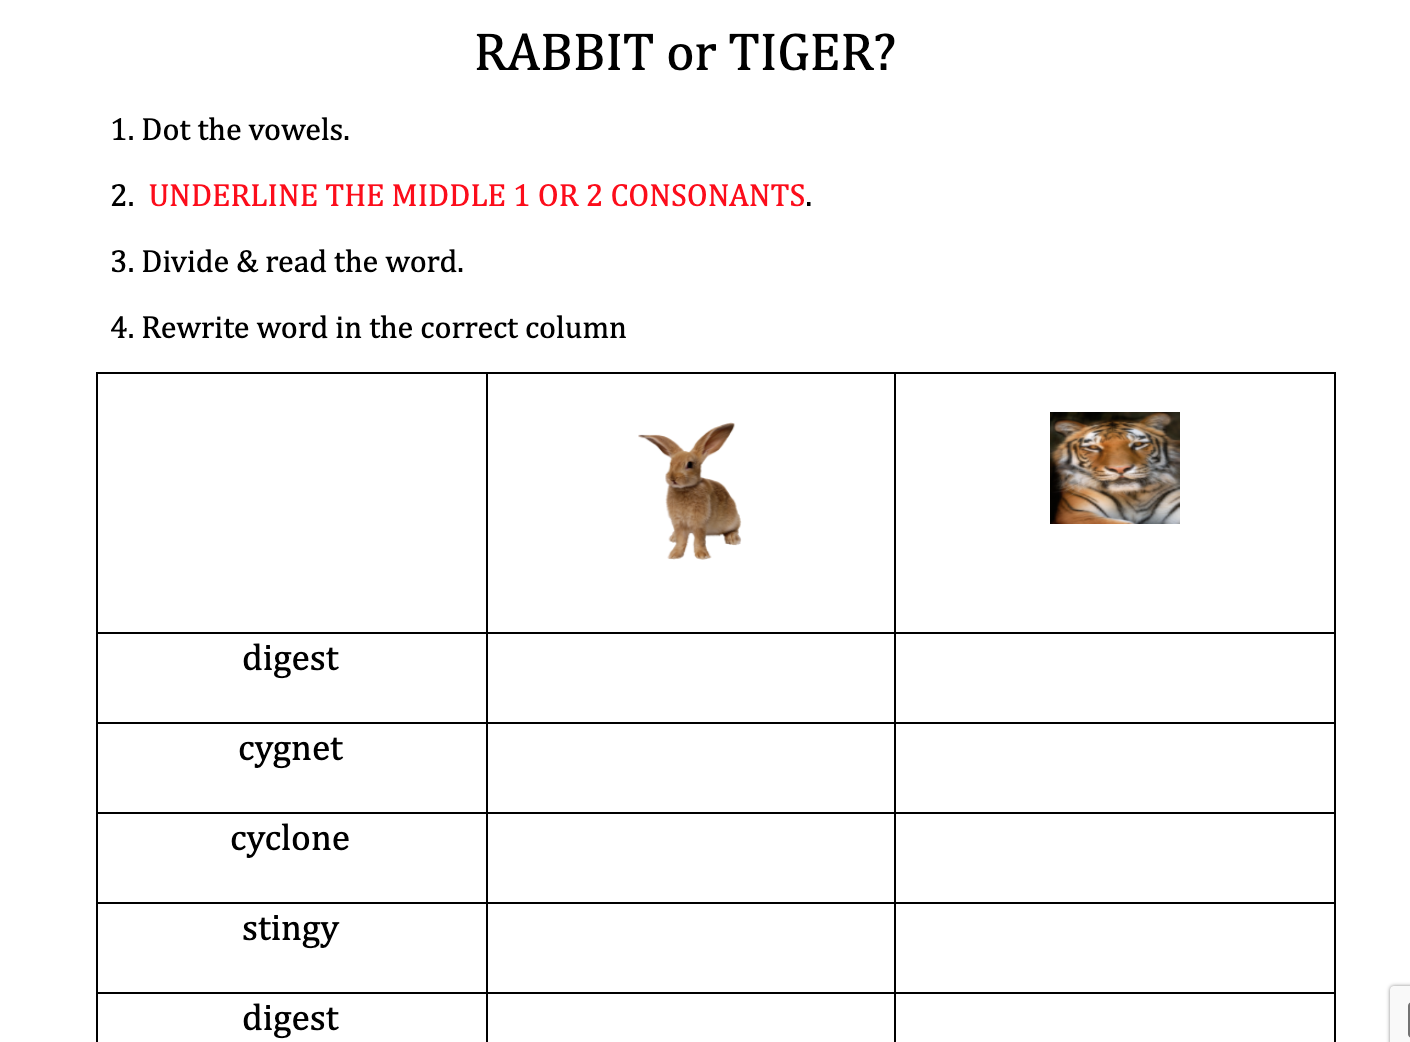 RABBIT or TIGER?
1. Dot the vowels.
2. UNDERLINE THE MIDDLE 1 OR 2 CONSONANTS.
3. Divide & read the word.
4. Rewrite word in the correct column
digest
cygnet
cyclone
stingy
digest